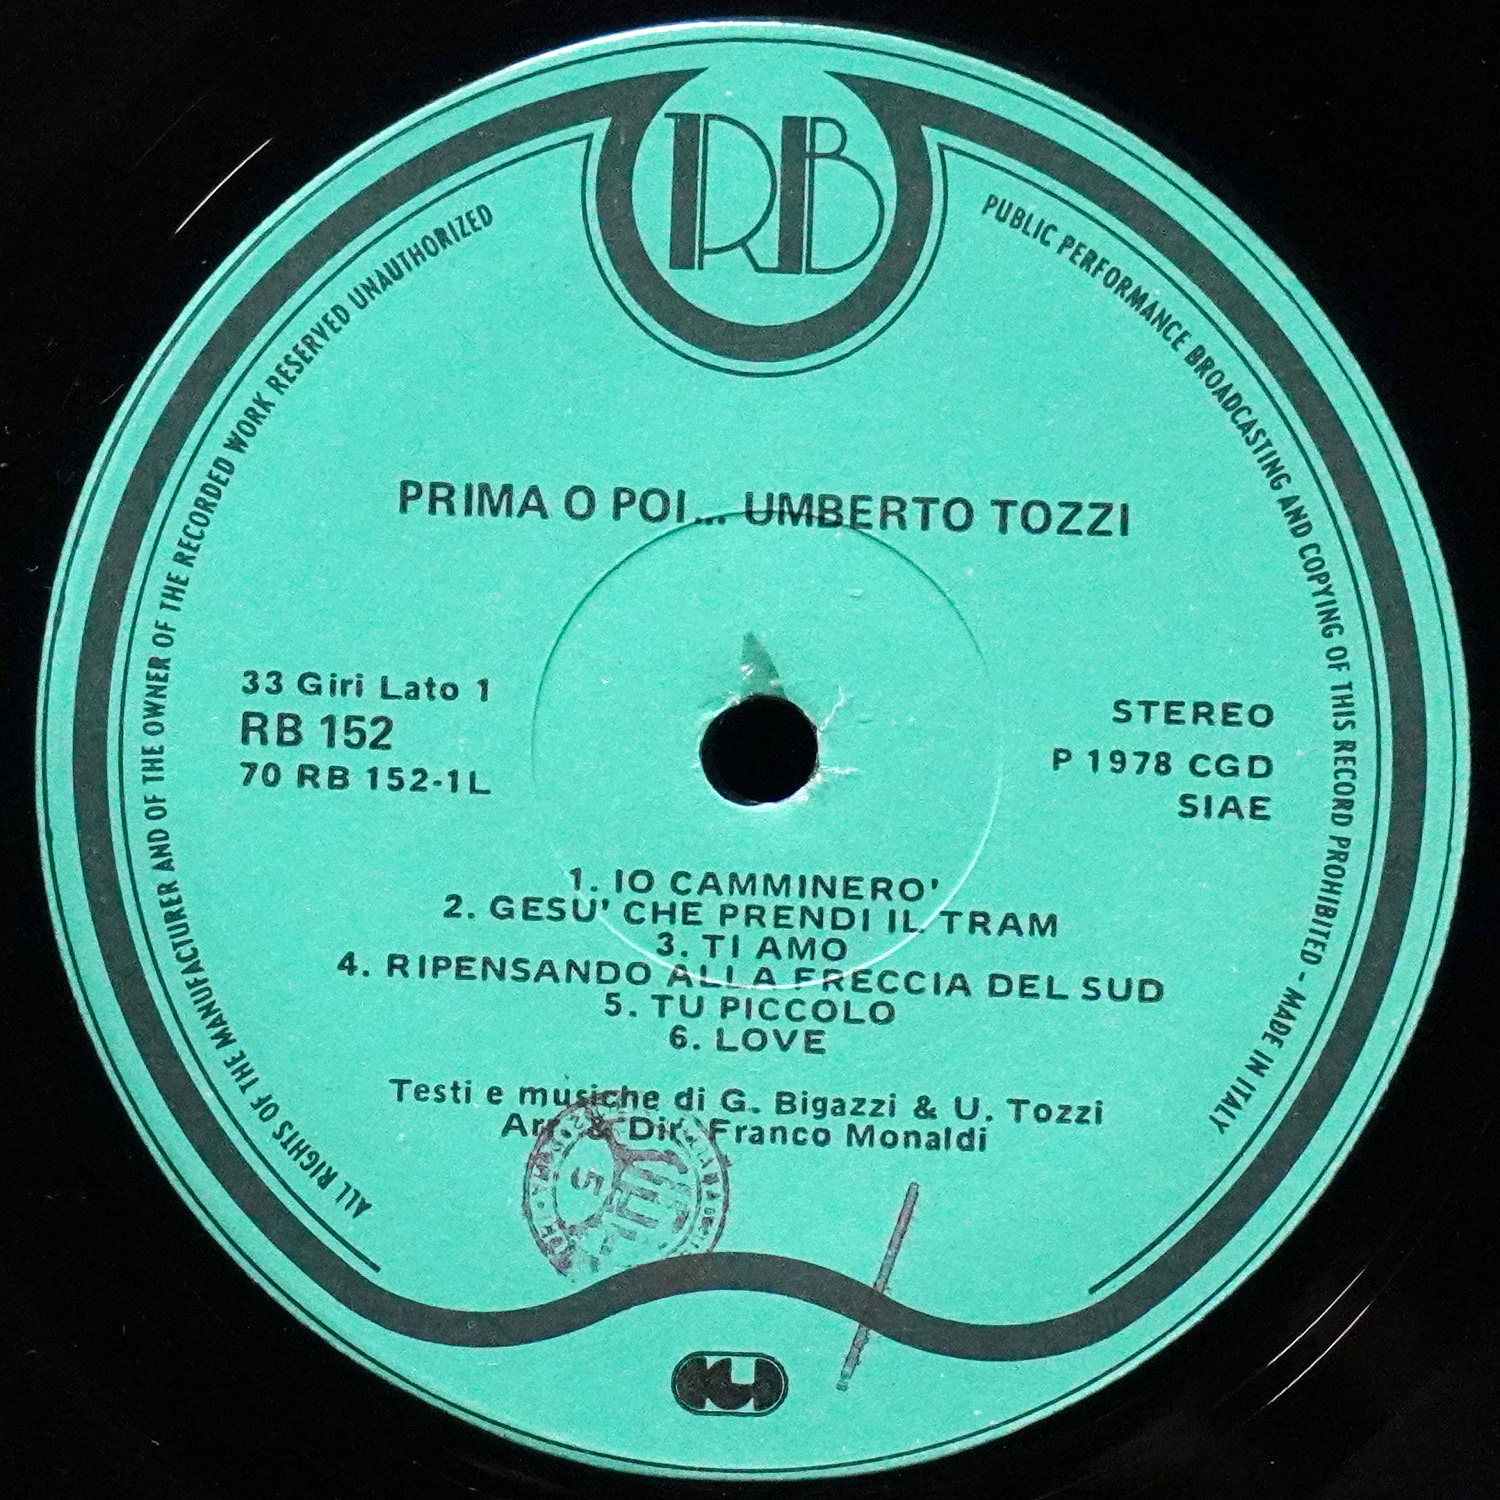 RB
PRIMA O POI... UMBERTO TOZZI
33 Giri Lato 1
RB 152
70 RB 152-1L
STEREO
P 1978 CGD
SIAE
1. IO CAMMINERO'
2. GESU' CHE PRENDI IL TRAM
3. TI AMO
4. RIPENSANDO ALLA FRECCIA DEL SUD
5. TU PICCOLO
6. LOVE
Testi e musiche di G. Bigazzi & U. Tozzi
Arr. & Dir. Franco Monaldi
ALL RIGHTS OF THE MANUFACTURER AND OF THE OWNER OF THE RECORDED WORK RESERVED UNAUTHORIZED
PUBLIC PERFORMANCE BROADCASTING AND COPYING OF THIS RECORD PROHIBITED - MADE IN ITALY
5